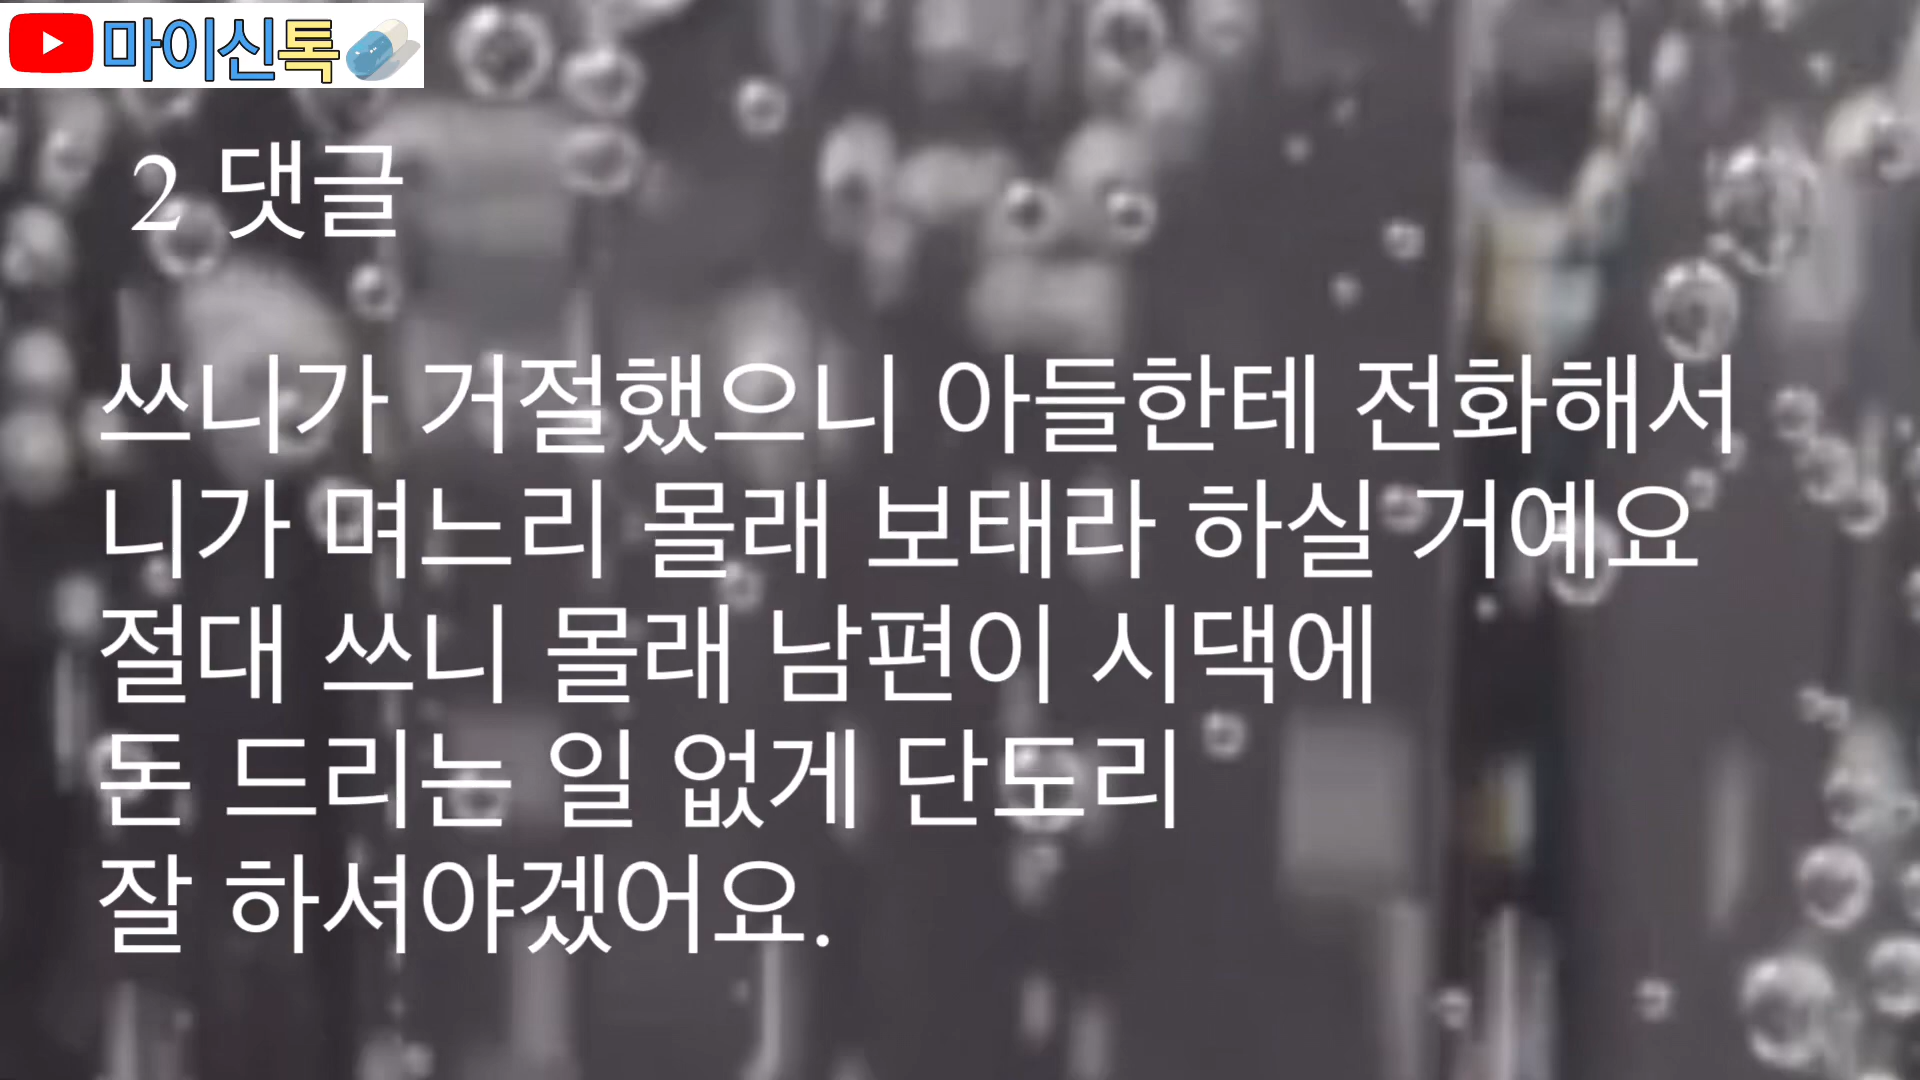 마이신톡
2 댓글
쓰니가 거절했으니 아들한테 전화해서
니가 며느리 몰래 보태라 하실 거예요
절대 쓰니 몰래 남편이 시댁에
돈 드리는 일 없게 단도리
잘 하셔야겠어요.